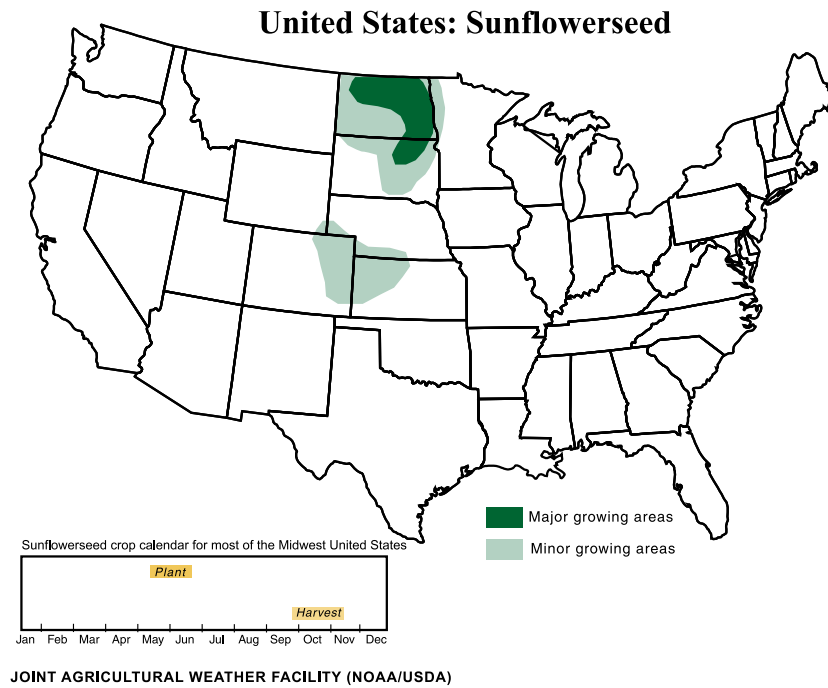 United States: Sunflowerseed
Major growing areas
Minor growing areas
Sunflowerseed crop calendar for most of the Midwest United States
Plant
Harvest
Jan Feb Mar Apr May Jun Jul Aug Sep Oct Nov Dec
JOINT AGRICULTURAL WEATHER FACILITY (NOAA/USDA)